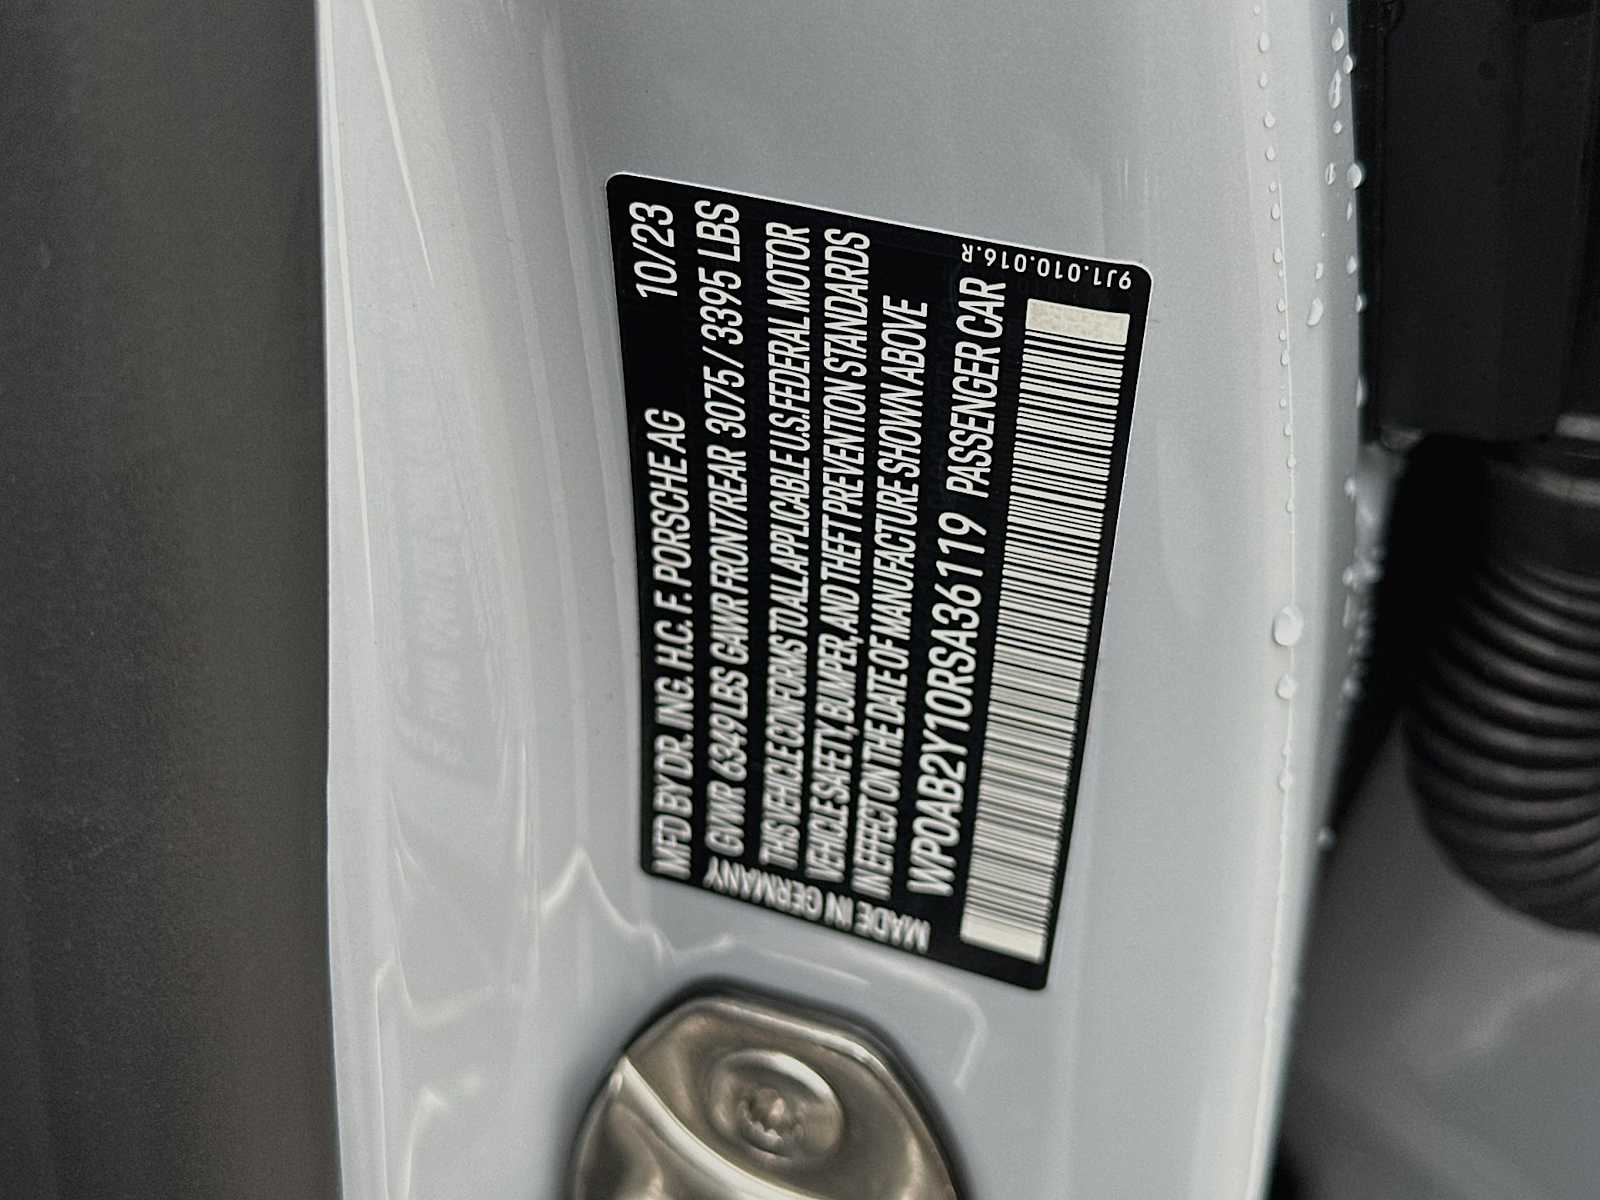 MFD BY DR. ING. H.C. F. PORSCHE AG 10/23
GVWR 6349 LBS GAWR FRONT/REAR 3075 / 3395 LBS
THIS VEHICLE CONFORMS TO ALL APPLICABLE U.S. FEDERAL MOTOR
VEHICLE SAFETY, BUMPER, AND THEFT PREVENTION STANDARDS
IN EFFECT ON THE DATE OF MANUFACTURE SHOWN ABOVE
WP0AB2Y10RSA36119 PASSENGER CAR
MADE IN GERMANY
9J1.010.016.R